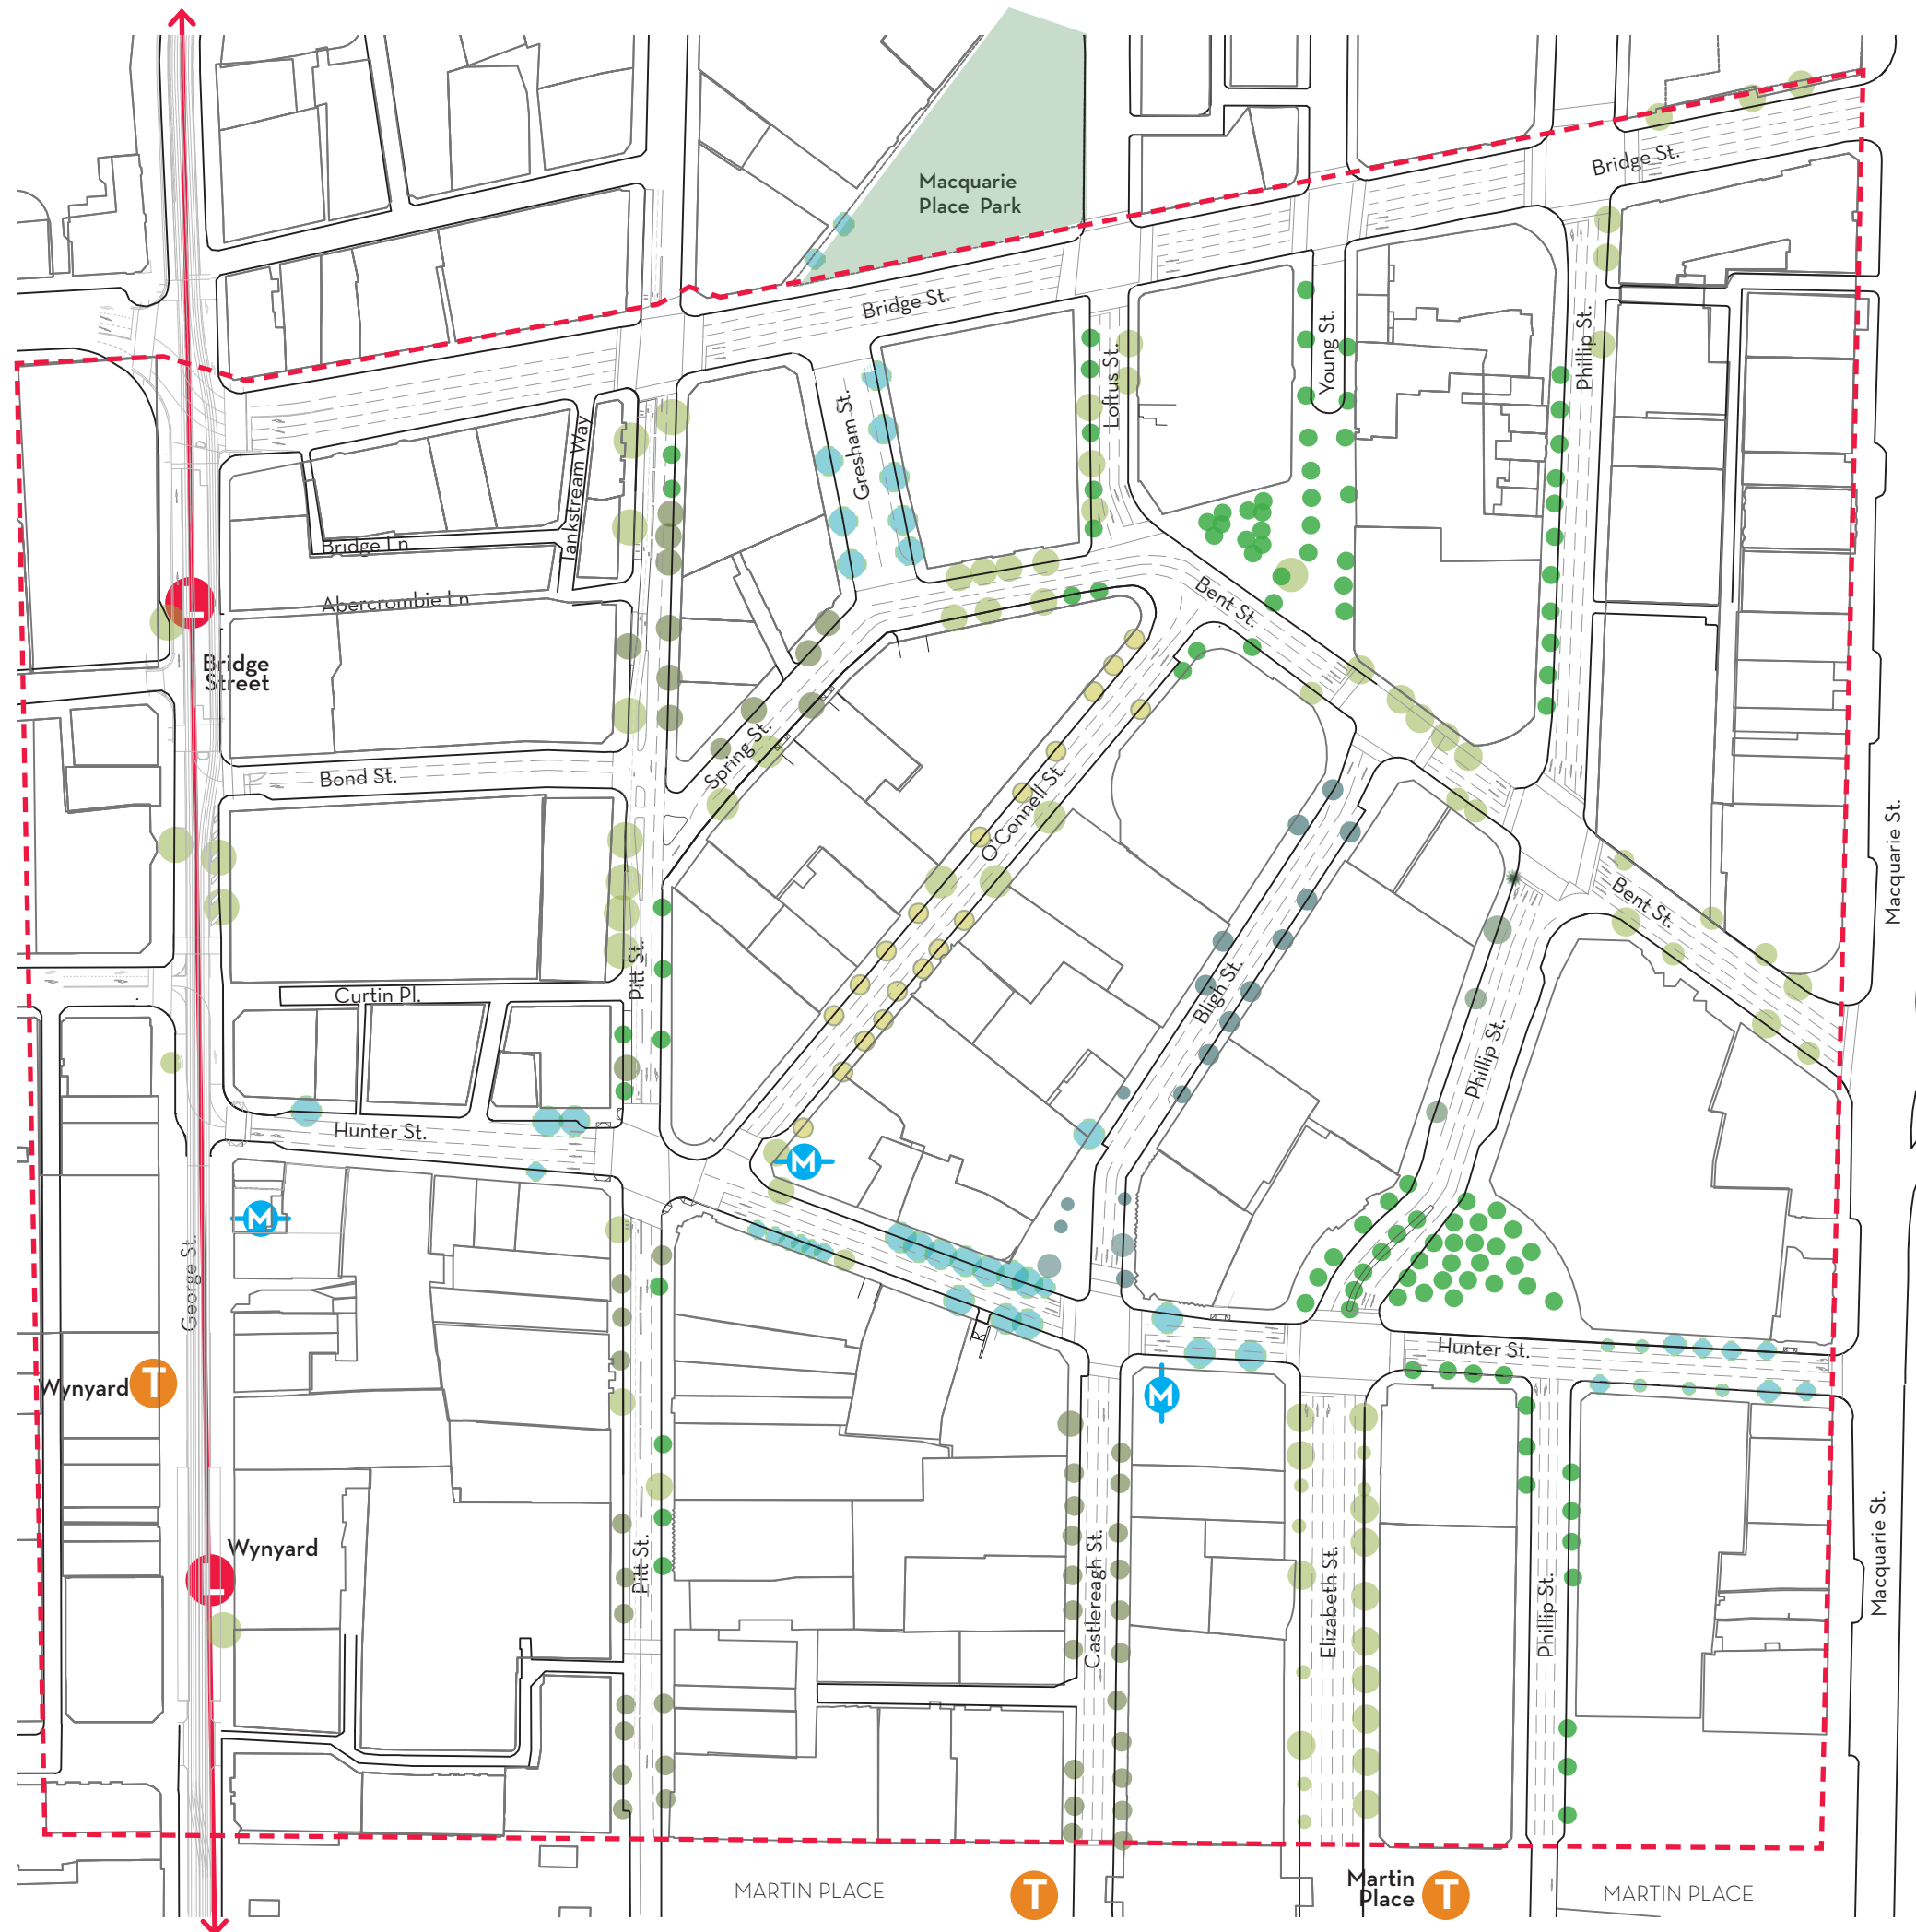 Macquarie
Place Park
Bridge St.
Bridge St.
Phillip St.
Young St.
Loftus St.
Gresham St.
Tankstream Way
Bridge Ln
Abercrombie Ln
L
Bridge
Street
Bent St.
Spring St.
Bond St.
O'Connell St.
Macquarie St.
Bent St.
Pitt St.
Curtin Pl.
Bligh St.
Phillip St.
Hunter St.
M
M
George St.
Hunter St.
Wynyard
T
M
Wynyard
L
Pitt St.
Castlereagh St.
Elizabeth St.
Phillip St.
Macquarie St.
MARTIN PLACE
T
Martin
Place
T
MARTIN PLACE